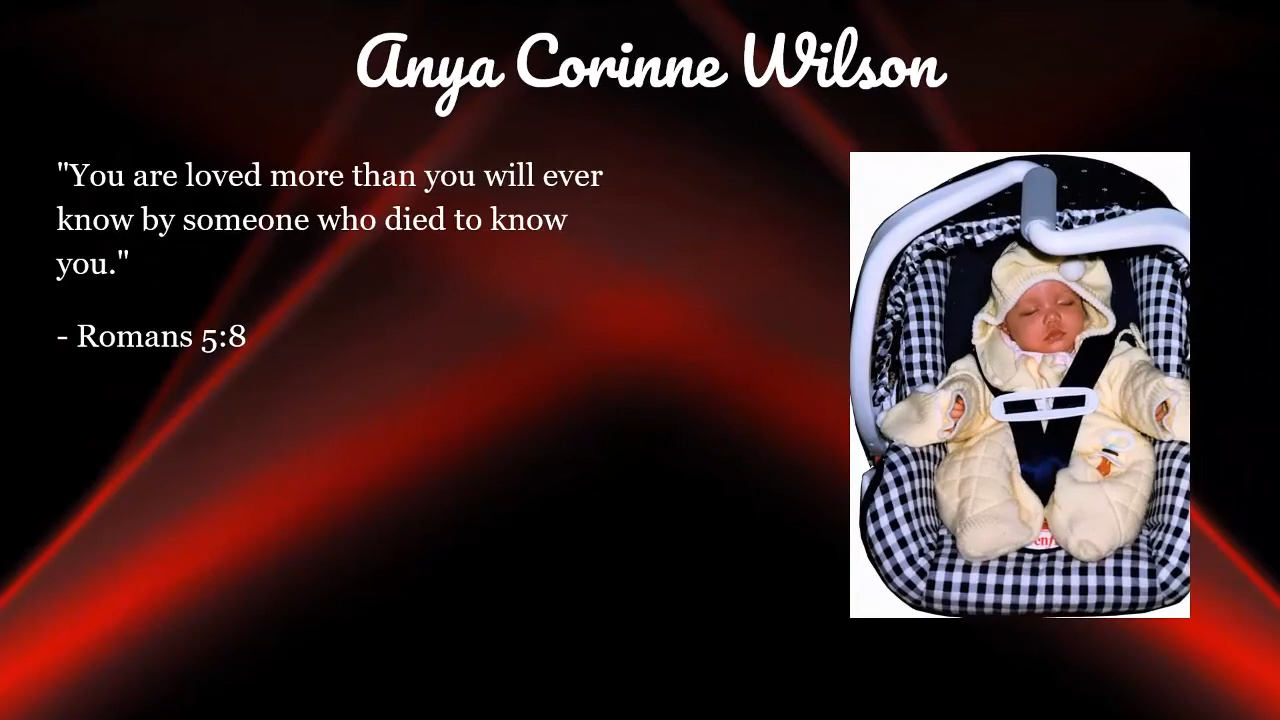 Anya Corinne Wilson
"You are loved more than you will ever
know by someone who died to know
you."
- Romans 5:8